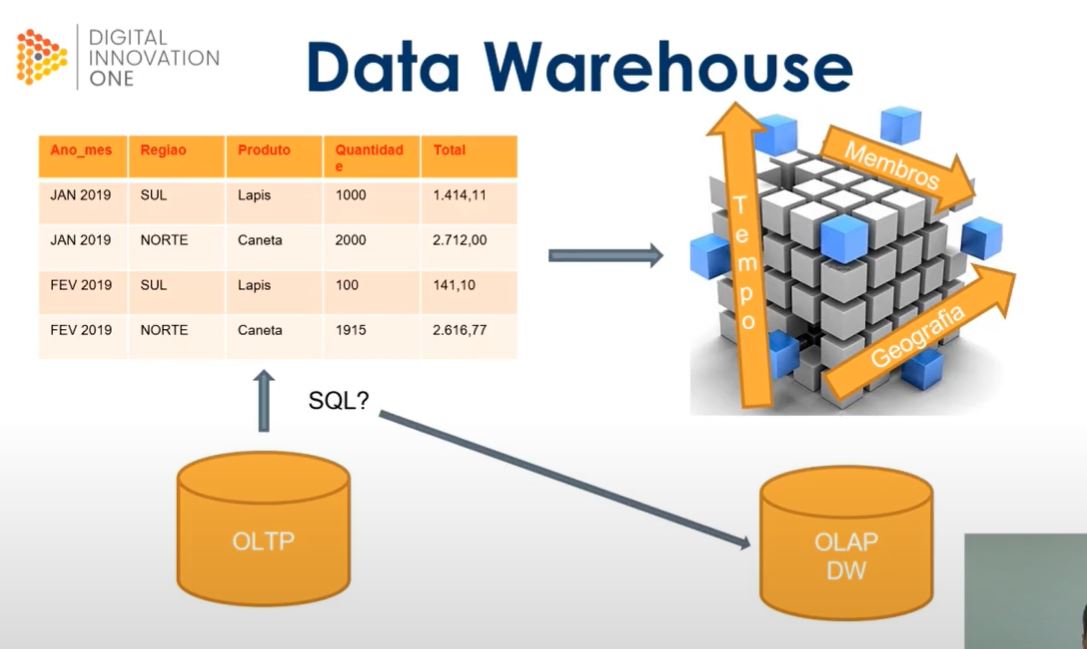 DIGITAL
INNOVATION
ONE
Data Warehouse
Ano_mes Regiao Produto Quantidad
e Total
JAN 2019 SUL Lapis 1000 1.414,11
JAN 2019 NORTE Caneta 2000 2.712,00
FEV 2019 SUL Lapis 100 141,10
FEV 2019 NORTE Caneta 1915 2.616,77
Membros
Tempo
Geografia
SQL?
OLTP
OLAP
DW